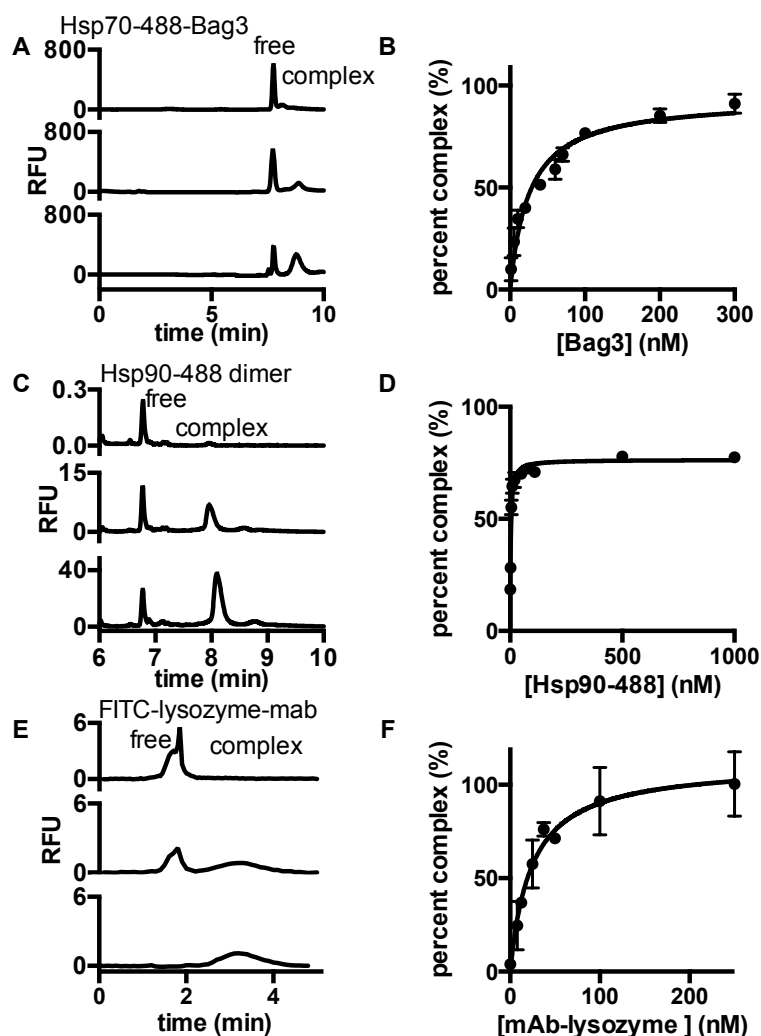 A
Hsp70-488-Bag3
free
complex
800
0
800
0
800
0
RFU
0
5
10
time (min)
B
percent complex (%)
100
50
0
0
100
200
300
[Bag3] (nM)
C
Hsp90-488 dimer
free
complex
0.3
0.0
15
0
40
0
RFU
6
7
8
9
10
time (min)
D
percent complex (%)
100
50
0
0
500
1000
[Hsp90-488] (nM)
E
FITC-lysozyme-mab
free
complex
6
0
6
0
6
0
RFU
0
2
4
time (min)
F
percent complex (%)
100
50
0
0
100
200
[mAb-lysozyme ] (nM)